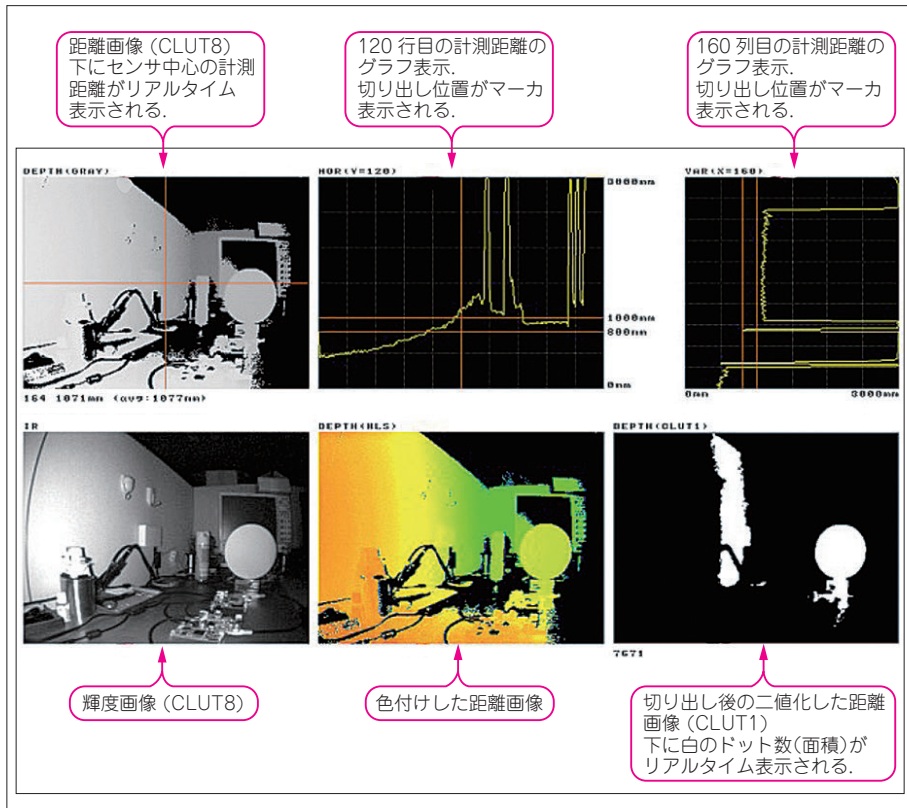 距離画像 (CLUT8)
下にセンサ中心の計測
距離がリアルタイム
表示される.
120 行目の計測距離の
グラフ表示.
切り出し位置がマーカ
表示される.
160 列目の計測距離の
グラフ表示.
切り出し位置がマーカ
表示される.
DEPTH(GRAY)
HOR(Y=120)
3000mm
1000mm
800mm
0mm
VAR(X=160)
0mm
3000mm
164 1071mm (avg:1077mm)
IR
DEPTH(HLS)
DEPTH(CLUT1)
7671
輝度画像 (CLUT8)
色付けした距離画像
切り出し後の二値化した距離
画像 (CLUT1)
下に白のドット数(面積)が
リアルタイム表示される.